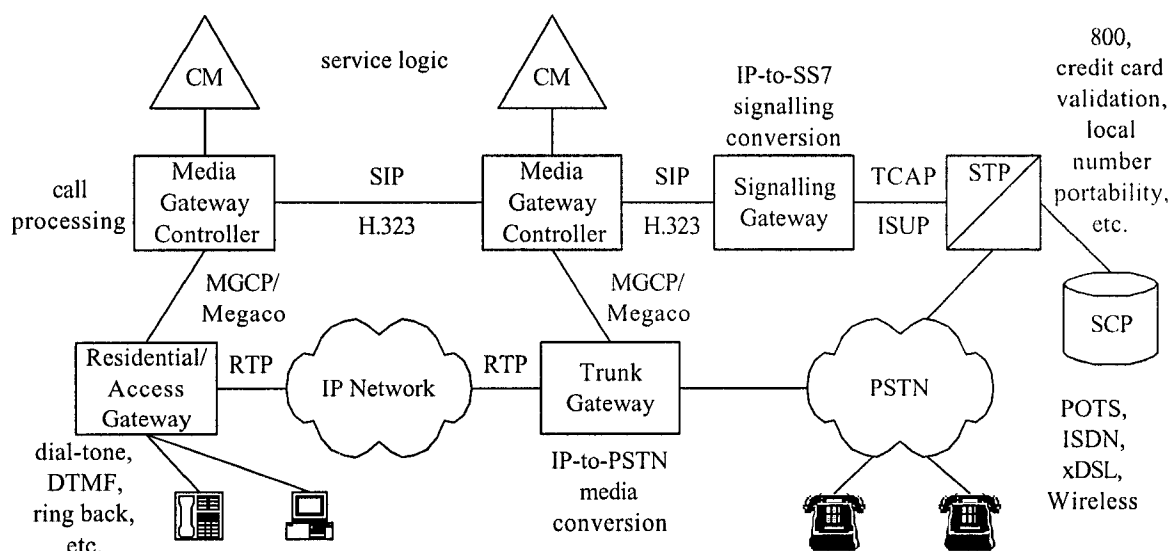 CM
service logic
CM
IP-to-SS7
signalling
conversion
800,
credit card
validation,
local
number
portability,
etc.
call
processing
Media
Gateway
Controller
SIP
H.323
Media
Gateway
Controller
SIP
H.323
Signalling
Gateway
TCAP
ISUP
STP
MGCP/
Megaco
MGCP/
Megaco
SCP
Residential/
Access
Gateway
RTP
IP Network
RTP
Trunk
Gateway
PSTN
dial-tone,
DTMF,
ring back,
etc.
IP-to-PSTN
media
conversion
POTS,
ISDN,
xDSL,
Wireless